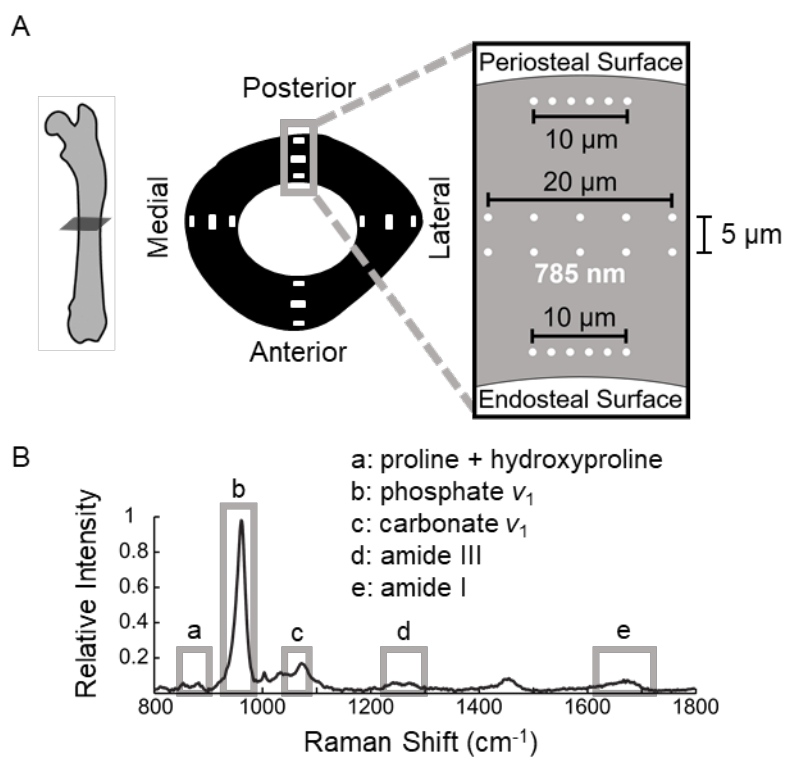 A
Posterior
Medial
Lateral
Anterior
Periosteal Surface
10 µm
20 µm
5 µm
785 nm
10 µm
Endosteal Surface
B
a: proline + hydroxyproline
b: phosphate v₁
c: carbonate v₁
d: amide III
e: amide I
Relative Intensity
1
0.8
0.6
0.4
0.2
a
b
c
d
e
800 1000 1200 1400 1600 1800
Raman Shift (cm⁻¹)